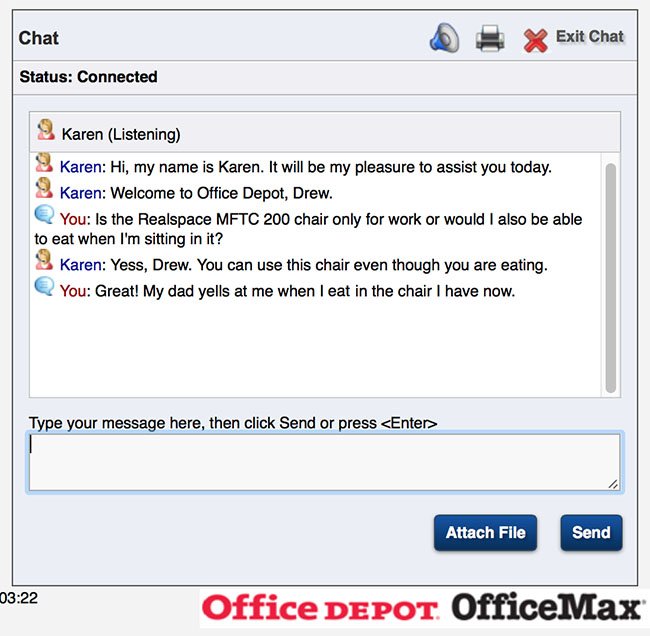 Chat
Exit Chat
Status: Connected
Karen (Listening)
Karen: Hi, my name is Karen. It will be my pleasure to assist you today.
Karen: Welcome to Office Depot, Drew.
You: Is the Realspace MFTC 200 chair only for work or would I also be able
to eat when I'm sitting in it?
Karen: Yess, Drew. You can use this chair even though you are eating.
You: Great! My dad yells at me when I eat in the chair I have now.
Type your message here, then click Send or press <Enter>
Attach File
Send
03:22
Office DEPOT. OfficeMax